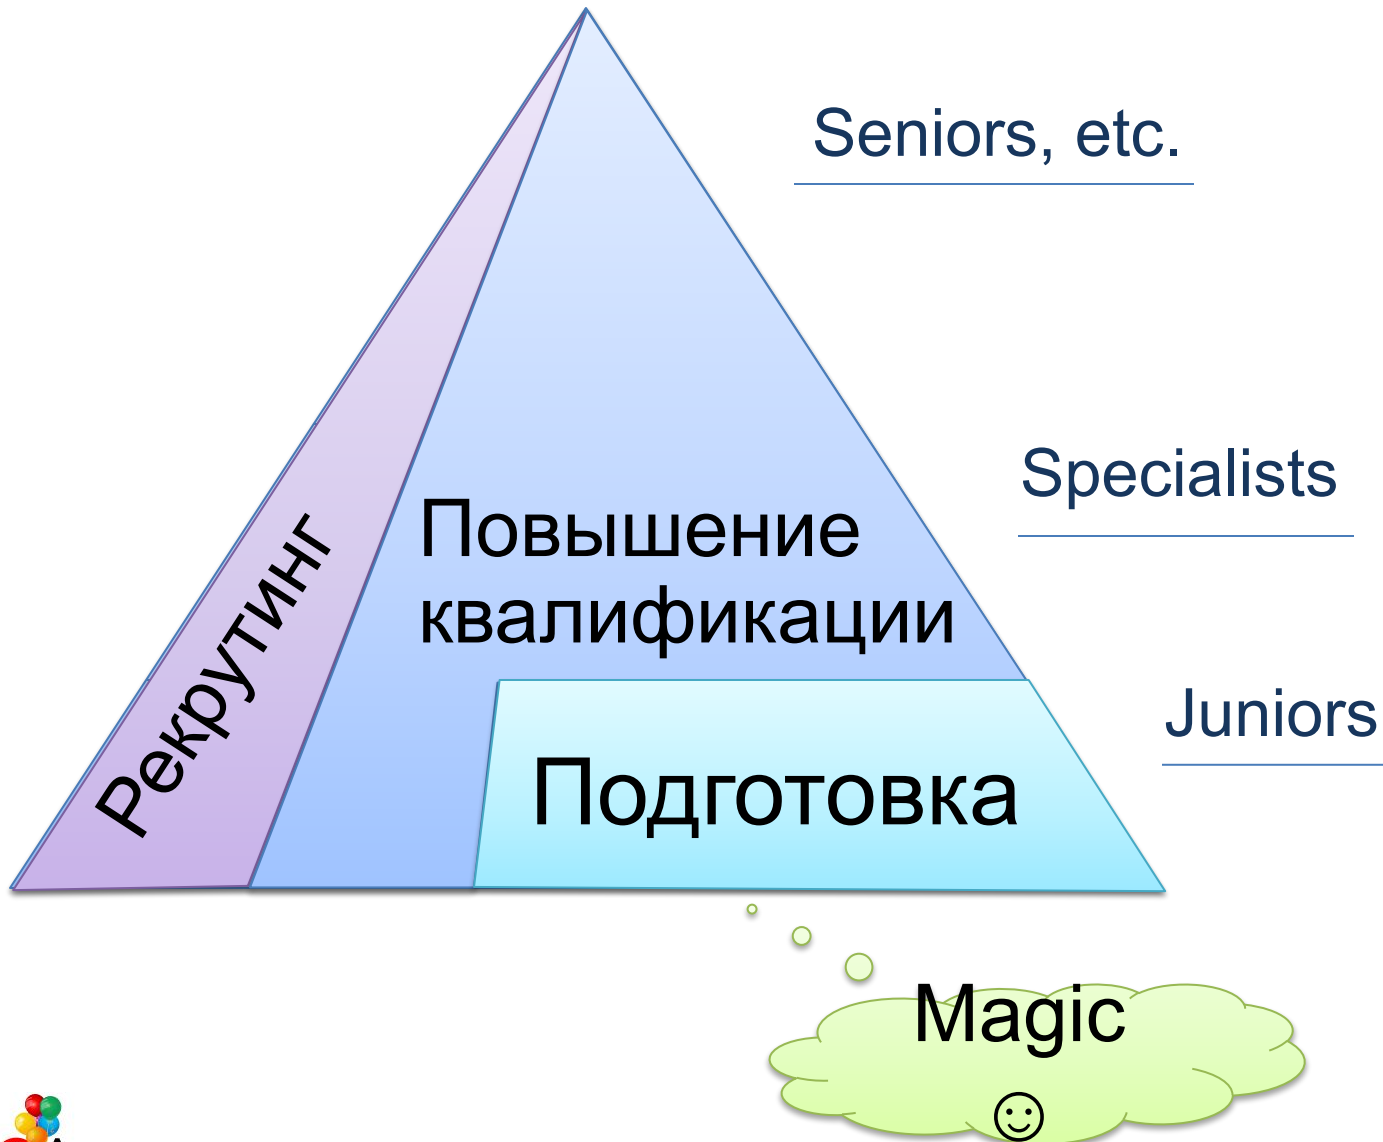 Seniors, etc.
Specialists
Повышение
квалификации
Рекрутинг
Juniors
Подготовка
Magic
☺